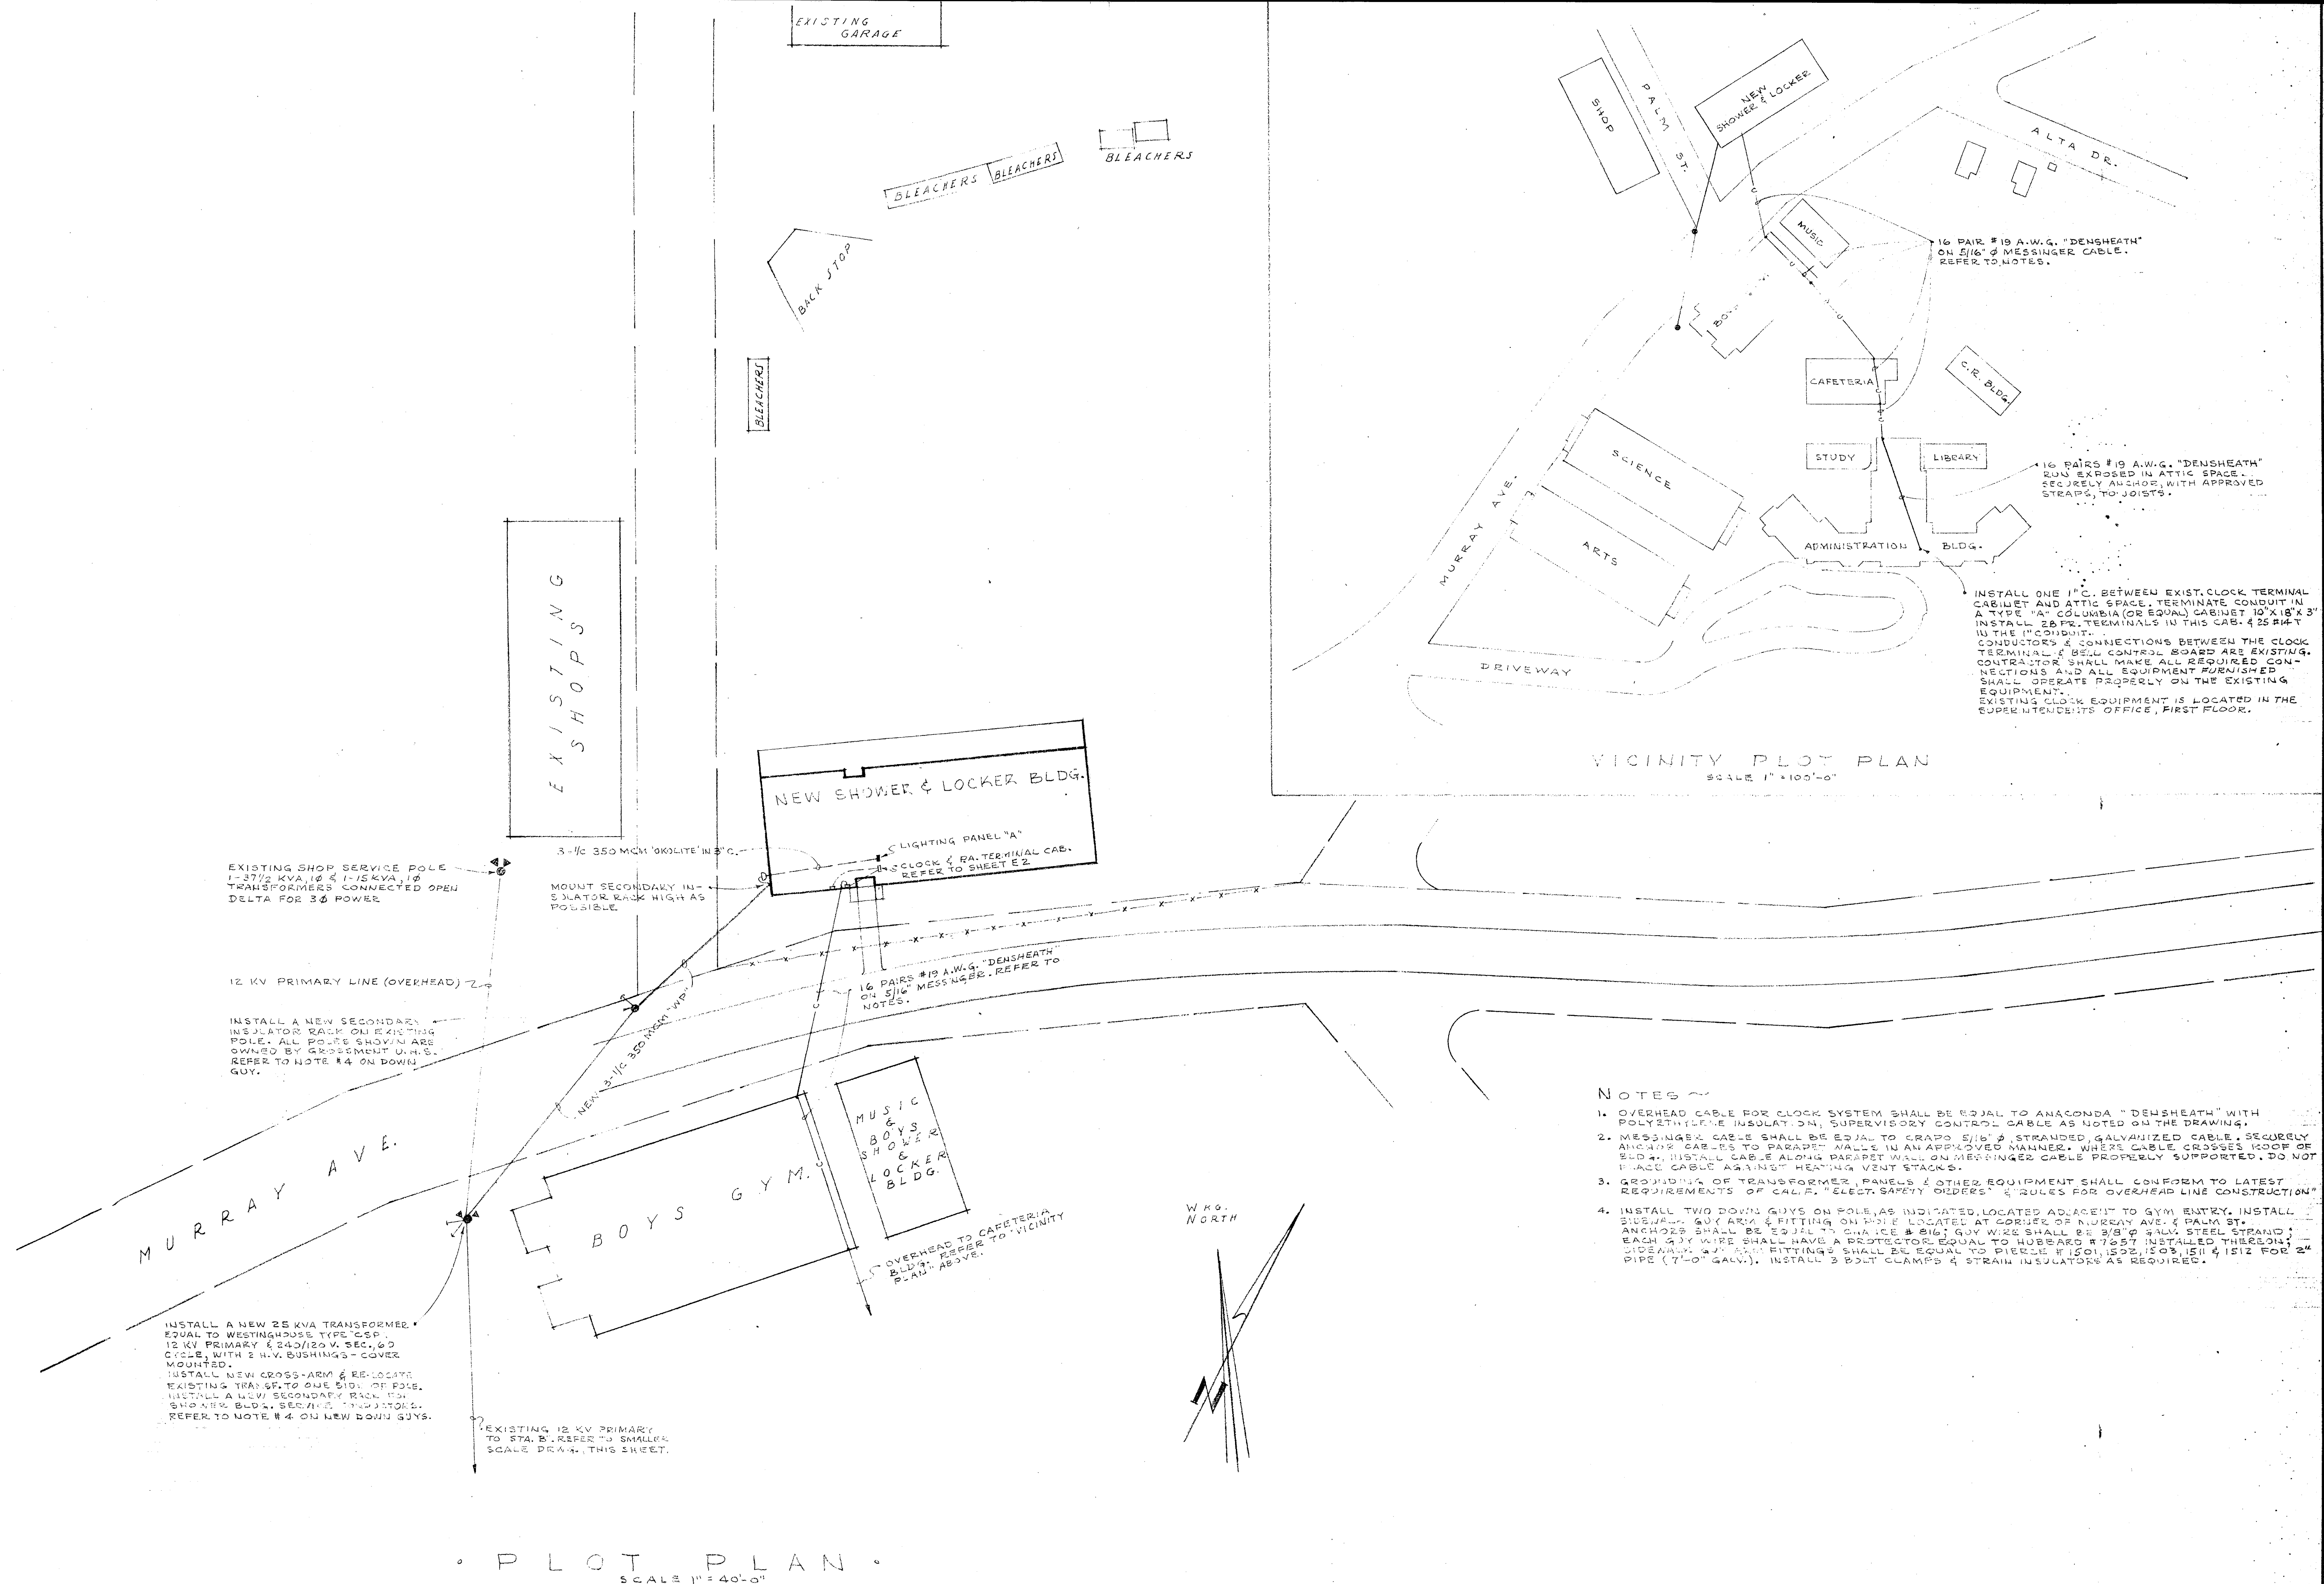 EXISTING
GARAGE
BLEACHERS
BLEACHERS
BLEACHERS
BACK STOP
BLEACHERS
EXISTING
SHOPS
NEW SHOWER & LOCKER BLDG.
3-1/C 350 MCM 'OKOLITE' IN 3" C.
LIGHTING PANEL "A"
CLOCK & P.A. TERMINAL CAB.
REFER TO SHEET E2
EXISTING SHOP SERVICE POLE
1-37 1/2 KVA, 1Ø & 1-15 KVA, 1Ø
TRANSFORMERS CONNECTED OPEN
DELTA FOR 3Ø POWER
MOUNT SECONDARY IN-
SULATOR RACK HIGH AS
POSSIBLE
12 KV PRIMARY LINE (OVERHEAD)
INSTALL A NEW SECONDARY
INSULATOR RACK ON EXISTING
POLE. ALL POLES SHOWN ARE
OWNED BY GROSSMENT U.H.S.
REFER TO NOTE #4 ON DOWN
GUY.
16 PAIRS #19 A.W.G. "DENSHEATH"
ON 5/16" MESSINGER. REFER TO
NOTES.
NEW 3-1/C 350 MCM "WP"
MURRAY AVE.
BOYS GYM.
MUSIC
&
BOYS
SHOWER
&
LOCKER
BLDG.
OVERHEAD TO CAFETERIA
BLDG. REFER TO "VICINITY
PLAN" ABOVE.
INSTALL A NEW 25 KVA TRANSFORMER
EQUAL TO WESTINGHOUSE TYPE "CSP".
12 KV PRIMARY & 240/120 V. SEC., 60
CYCLE, WITH 2 H.V. BUSHINGS - COVER
MOUNTED.
INSTALL NEW CROSS-ARM & RE-LOCATE
EXISTING TRANSF. TO ONE SIDE OF POLE.
INSTALL A NEW SECONDARY RACK FOR
SHOWER BLDG. SERVICE CONDUCTORS.
REFER TO NOTE #4 ON NEW DOWN GUYS.
EXISTING 12 KV PRIMARY
TO STA. B'. REFER TO SMALLER
SCALE DRWG., THIS SHEET.
WKG.
NORTH
N
PLOT PLAN
SCALE 1" = 40'-0"
SHOP
PALM ST.
NEW
SHOWER & LOCKER
ALTA DR.
MUSIC
16 PAIR #19 A.W.G. "DENSHEATH"
ON 5/16" Ø MESSINGER CABLE.
REFER TO NOTES.
CAFETERIA
C.R. BLDG.
STUDY
LIBRARY
16 PAIRS #19 A.W.G. "DENSHEATH"
RUN EXPOSED IN ATTIC SPACE.
SECURELY ANCHOR, WITH APPROVED
STRAPS, TO JOISTS.
SCIENCE
ARTS
MURRAY AVE.
ADMINISTRATION BLDG.
DRIVEWAY
INSTALL ONE 1" C. BETWEEN EXIST. CLOCK TERMINAL
CABINET AND ATTIC SPACE. TERMINATE CONDUIT IN
A TYPE "A" COLUMBIA (OR EQUAL) CABINET 10" X 18" X 3"
INSTALL 28 PR. TERMINALS IN THIS CAB. & 25 #14 T
IN THE 1" CONDUIT.
CONDUCTORS & CONNECTIONS BETWEEN THE CLOCK
TERMINAL & BELL CONTROL BOARD ARE EXISTING.
CONTRACTOR SHALL MAKE ALL REQUIRED CON-
NECTIONS AND ALL EQUIPMENT FURNISHED
SHALL OPERATE PROPERLY ON THE EXISTING
EQUIPMENT.
EXISTING CLOCK EQUIPMENT IS LOCATED IN THE
SUPERINTENDENTS OFFICE, FIRST FLOOR.
VICINITY PLOT PLAN
SCALE 1" = 100'-0"
NOTES ~
1. OVERHEAD CABLE FOR CLOCK SYSTEM SHALL BE EQUAL TO ANACONDA "DENSHEATH" WITH
POLYETHYLENE INSULATION, SUPERVISORY CONTROL CABLE AS NOTED ON THE DRAWING.
2. MESSINGER CABLE SHALL BE EQUAL TO CRAPO 5/16" Ø, STRANDED, GALVANIZED CABLE. SECURELY
ANCHOR CABLES TO PARAPET WALLS IN AN APPROVED MANNER. WHERE CABLE CROSSES ROOF OF
BLDG., INSTALL CABLE ALONG PARAPET WALL ON MESSINGER CABLE PROPERLY SUPPORTED. DO NOT
PLACE CABLE AGAINST HEATING VENT STACKS.
3. GROUNDING OF TRANSFORMER, PANELS & OTHER EQUIPMENT SHALL CONFORM TO LATEST
REQUIREMENTS OF CALIF. "ELECT. SAFETY ORDERS" & "RULES FOR OVERHEAD LINE CONSTRUCTION"
4. INSTALL TWO DOWN GUYS ON POLE, AS INDICATED, LOCATED ADJACENT TO GYM ENTRY. INSTALL
SIDEWALK GUY ARM & FITTING ON POLE LOCATED AT CORNER OF MURRAY AVE. & PALM ST.
ANCHORS SHALL BE EQUAL TO CHANCE #816; GUY WIRE SHALL BE 3/8" Ø GALV. STEEL STRAND;
EACH GUY WIRE SHALL HAVE A PROTECTOR EQUAL TO HUBBARD #7657 INSTALLED THEREON;
SIDEWALK GUY ARM FITTINGS SHALL BE EQUAL TO PIERCE #1501, 1502, 1503, 1511 & 1512 FOR 2"
PIPE (7'-0" GALV.). INSTALL 3 BOLT CLAMPS & STRAIN INSULATORS AS REQUIRED.